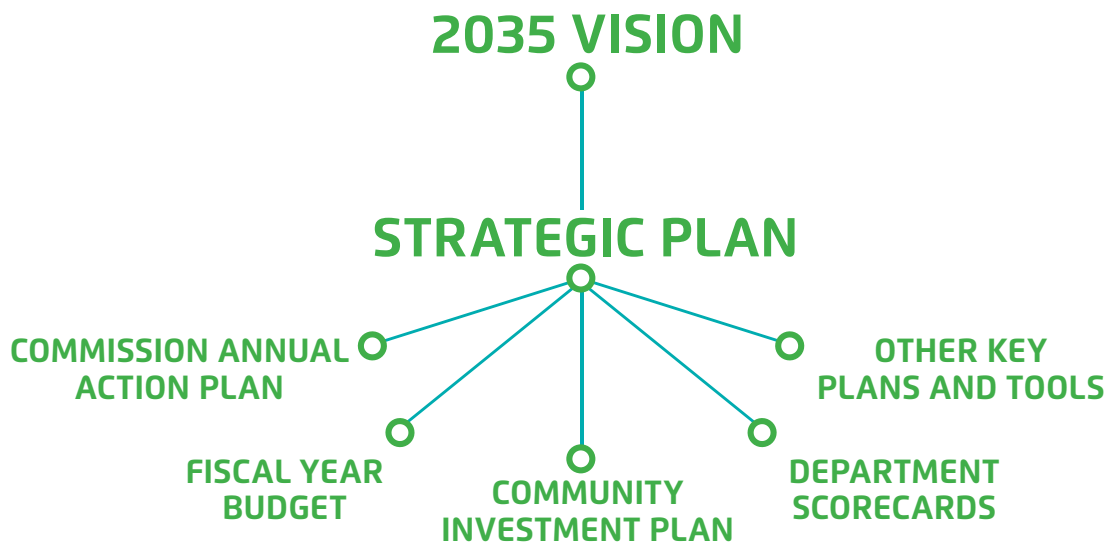 2035 VISION
STRATEGIC PLAN
COMMISSION ANNUAL
ACTION PLAN
FISCAL YEAR
BUDGET
COMMUNITY
INVESTMENT PLAN
DEPARTMENT
SCORECARDS
OTHER KEY
PLANS AND TOOLS